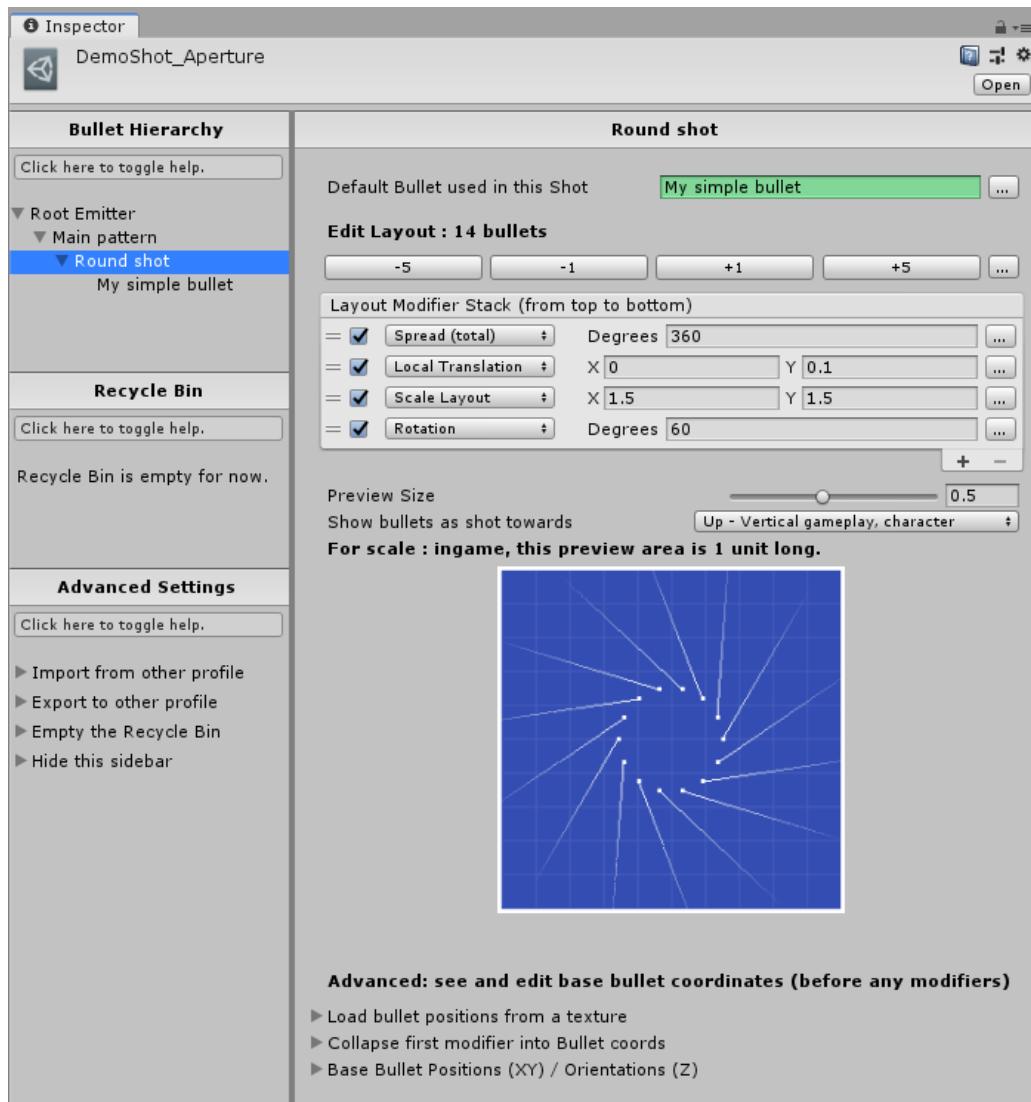 Inspector
DemoShot_Aperture
Open
Bullet Hierarchy
Click here to toggle help.
Root Emitter
Main pattern
Round shot
My simple bullet
Recycle Bin
Click here to toggle help.
Recycle Bin is empty for now.
Advanced Settings
Click here to toggle help.
Import from other profile
Export to other profile
Empty the Recycle Bin
Hide this sidebar
Round shot
Default Bullet used in this Shot My simple bullet ...
Edit Layout : 14 bullets
-5 -1 +1 +5 ...
Layout Modifier Stack (from top to bottom)
Spread (total) Degrees 360 ...
Local Translation X 0 Y 0.1 ...
Scale Layout X 1.5 Y 1.5 ...
Rotation Degrees 60 ...
+ −
Preview Size 0.5
Show bullets as shot towards Up - Vertical gameplay, character
For scale : ingame, this preview area is 1 unit long.
Advanced: see and edit base bullet coordinates (before any modifiers)
Load bullet positions from a texture
Collapse first modifier into Bullet coords
Base Bullet Positions (XY) / Orientations (Z)